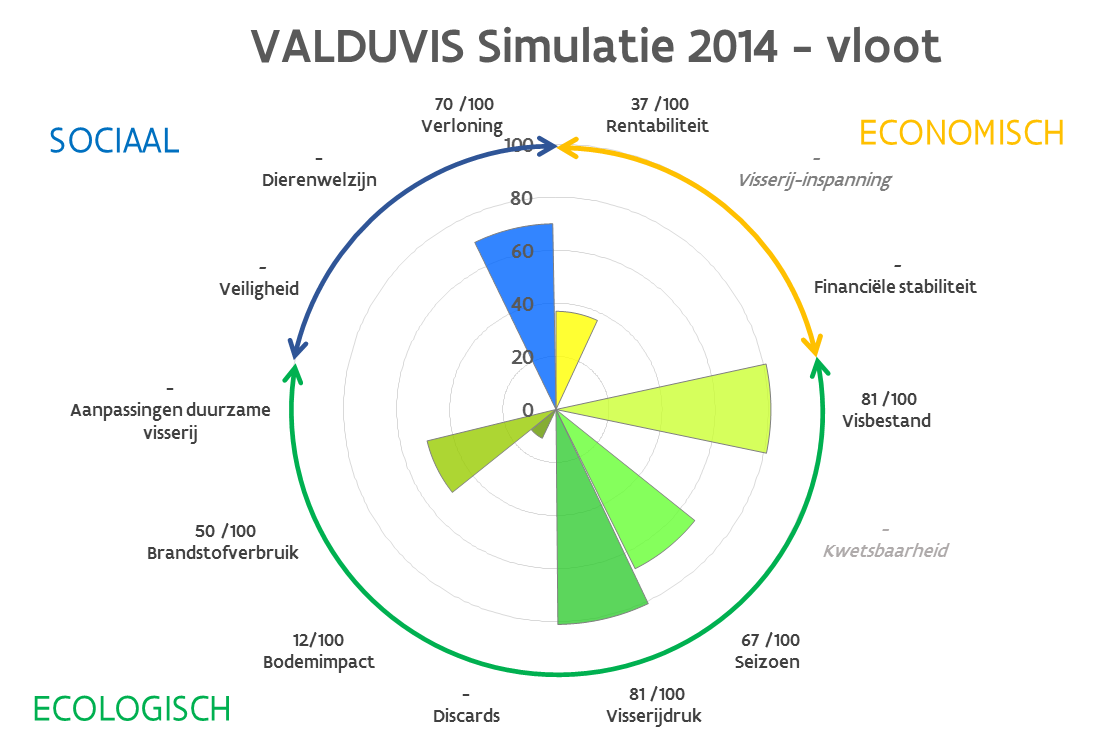 VALDUVIS Simulatie 2014 – vloot
SOCIAAL
ECONOMISCH
70 /100
Verloning
37 /100
Rentabiliteit
-
Dierenwelzijn
-
Visserij-inspanning
-
Veiligheid
-
Financiële stabiliteit
100
80
60
40
20
0
-
Aanpassingen duurzame
visserij
81 /100
Visbestand
50 /100
Brandstofverbruik
-
Kwetsbaarheid
12/100
Bodemimpact
67 /100
Seizoen
-
Discards
81 /100
Visserijdruk
ECOLOGISCH